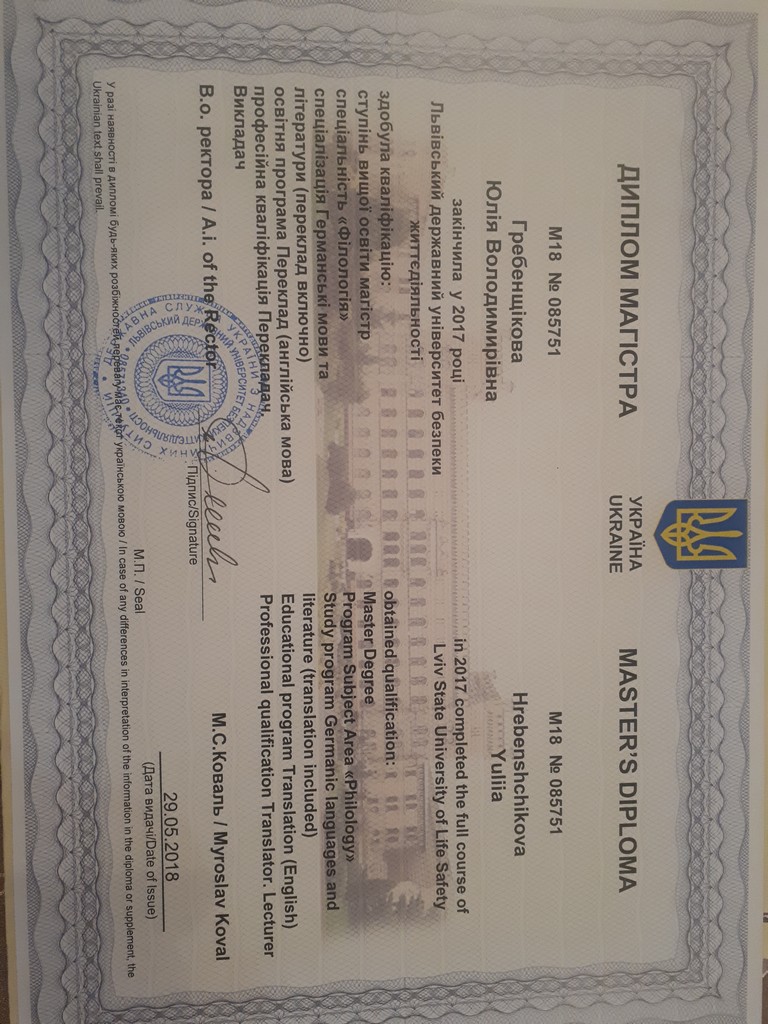 УКРАЇНА
UKRAINE
ДИПЛОМ МАГІСТРА
М18 № 085751
Гребенщікова
Юлія Володимирівна
закінчила у 2017 році
Львівський державний університет безпеки
життєдіяльності
здобула кваліфікацію:
ступінь вищої освіти магістр
спеціальність «Філологія»
спеціалізація Германські мови та
літератури (переклад включно)
освітня програма Переклад (англійська мова)
професійна кваліфікація Перекладач.
Викладач
MASTER'S DIPLOMA
M18 № 085751
Hrebenshchikova
Yuliia
in 2017 completed the full course of
Lviv State University of Life Safety
obtained qualification:
Master Degree
Program Subject Area «Philology»
Study program Germanic languages and
literature (translation included)
Educational program Translation (English)
Professional qualification Translator. Lecturer
В.о. ректора / A.i. of the Rector
М.С.Коваль / Myroslav Koval
Підпис/Signature
М.П. / Seal
29.05.2018
(Дата видачі/Date of Issue)
У разі наявності в дипломі будь-яких розбіжностей перевагу має текст українською мовою / In case of any differences in interpretation of the information in the diploma or supplement, the
Ukrainian text shall prevail.